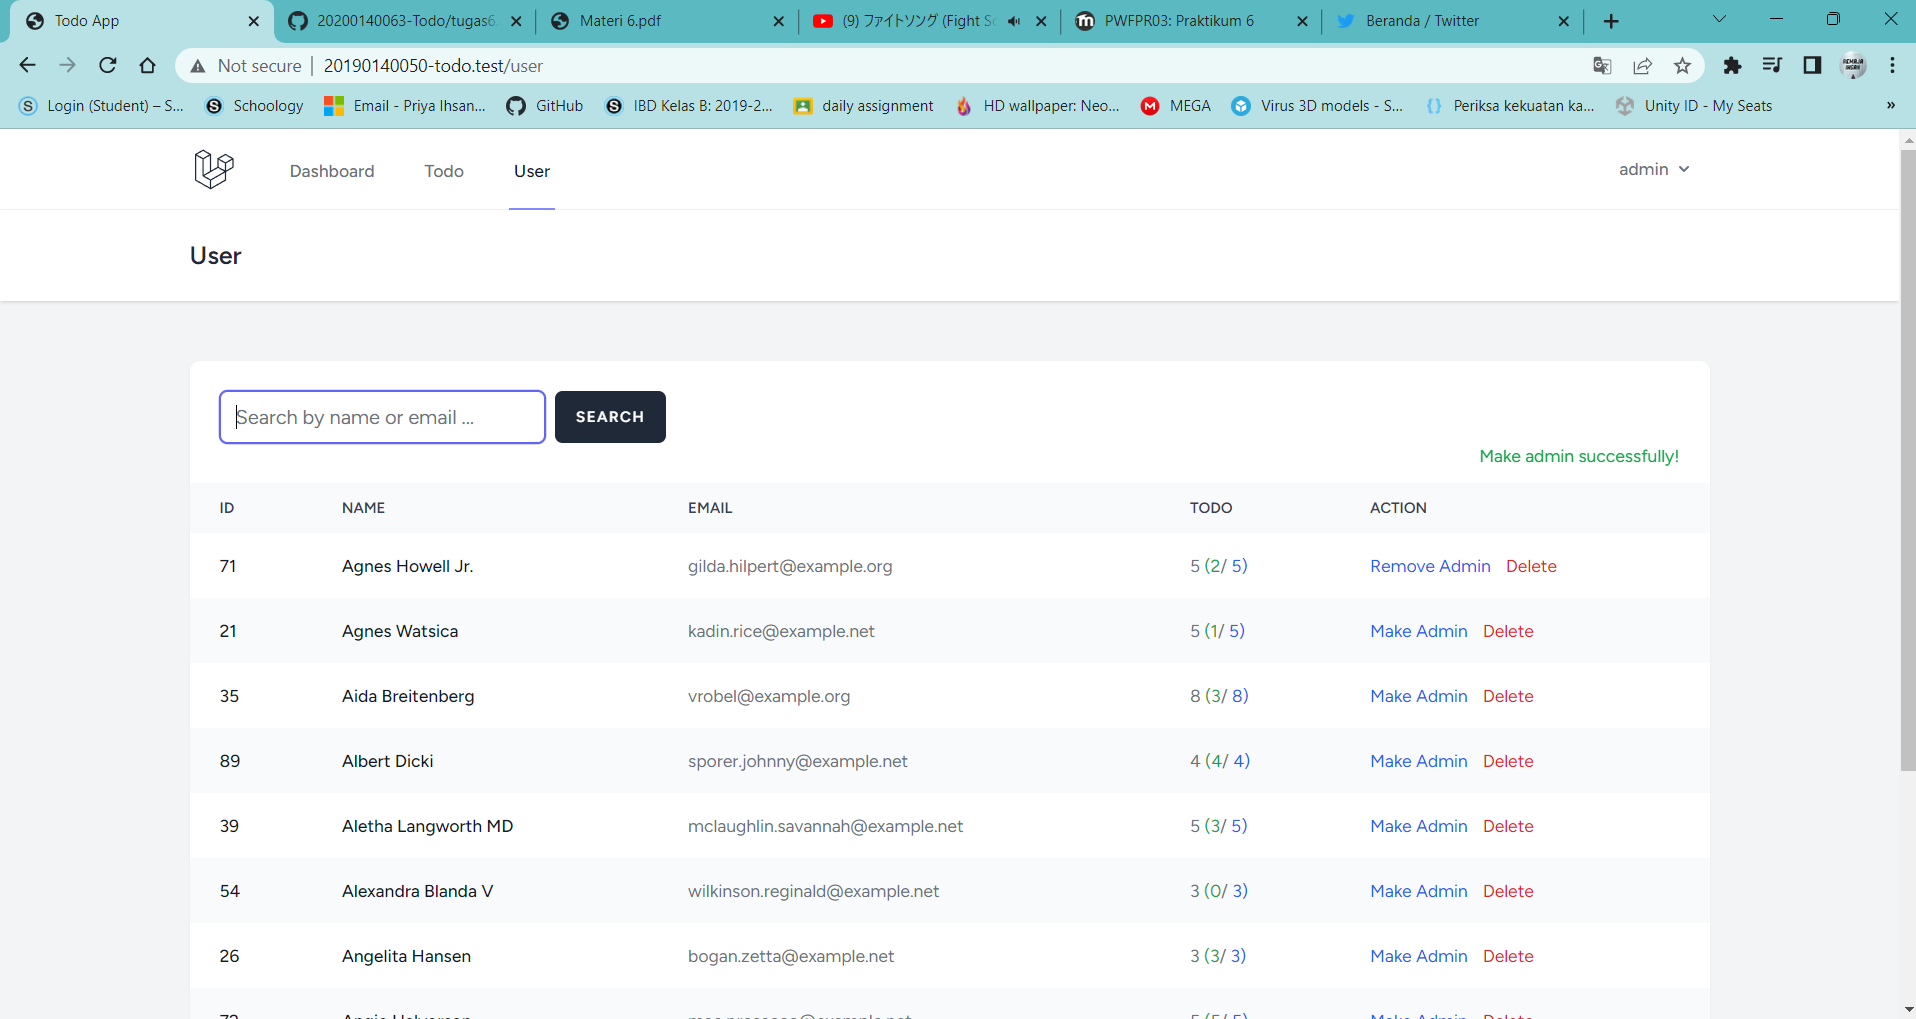 Todo App
20200140063-Todo/tugas6.
Materi 6.pdf
(9) ファイトソング (Fight So
PWFPR03: Praktikum 6
Beranda / Twitter
Not secure | 20190140050-todo.test/user
Login (Student) – S...
Schoology
Email - Priya Ihsan...
GitHub
IBD Kelas B: 2019-2...
daily assignment
HD wallpaper: Neo...
MEGA
Virus 3D models - S...
Periksa kekuatan ka...
Unity ID - My Seats
»
Dashboard Todo User admin
User
Search by name or email ... SEARCH
Make admin successfully!
ID NAME EMAIL TODO ACTION
71 Agnes Howell Jr. gilda.hilpert@example.org 5 (2/ 5) Remove Admin Delete
21 Agnes Watsica kadin.rice@example.net 5 (1/ 5) Make Admin Delete
35 Aida Breitenberg vrobel@example.org 8 (3/ 8) Make Admin Delete
89 Albert Dicki sporer.johnny@example.net 4 (4/ 4) Make Admin Delete
39 Aletha Langworth MD mclaughlin.savannah@example.net 5 (3/ 5) Make Admin Delete
54 Alexandra Blanda V wilkinson.reginald@example.net 3 (0/ 3) Make Admin Delete
26 Angelita Hansen bogan.zetta@example.net 3 (3/ 3) Make Admin Delete
Make Admin Delete